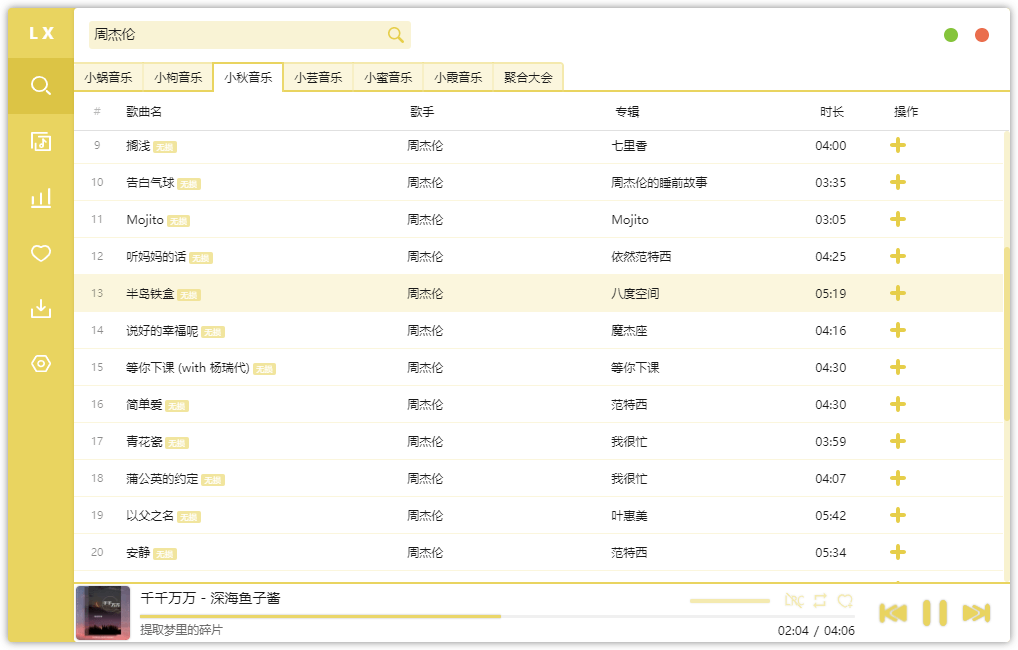 LX
周杰伦
小蜗音乐 小枸音乐 小秋音乐 小芸音乐 小蜜音乐 小霞音乐 聚合大会
# 歌曲名 歌手 专辑 时长 操作
9 搁浅 无损 周杰伦 七里香 04:00
10 告白气球 无损 周杰伦 周杰伦的睡前故事 03:35
11 Mojito 无损 周杰伦 Mojito 03:05
12 听妈妈的话 无损 周杰伦 依然范特西 04:25
13 半岛铁盒 无损 周杰伦 八度空间 05:19
14 说好的幸福呢 无损 周杰伦 魔杰座 04:16
15 等你下课 (with 杨瑞代) 无损 周杰伦 等你下课 04:30
16 简单爱 无损 周杰伦 范特西 04:30
17 青花瓷 无损 周杰伦 我很忙 03:59
18 蒲公英的约定 无损 周杰伦 我很忙 04:07
19 以父之名 无损 周杰伦 叶惠美 05:42
20 安静 无损 周杰伦 范特西 05:34
千千万万 - 深海鱼子酱
LRC
提取梦里的碎片
02:04 / 04:06